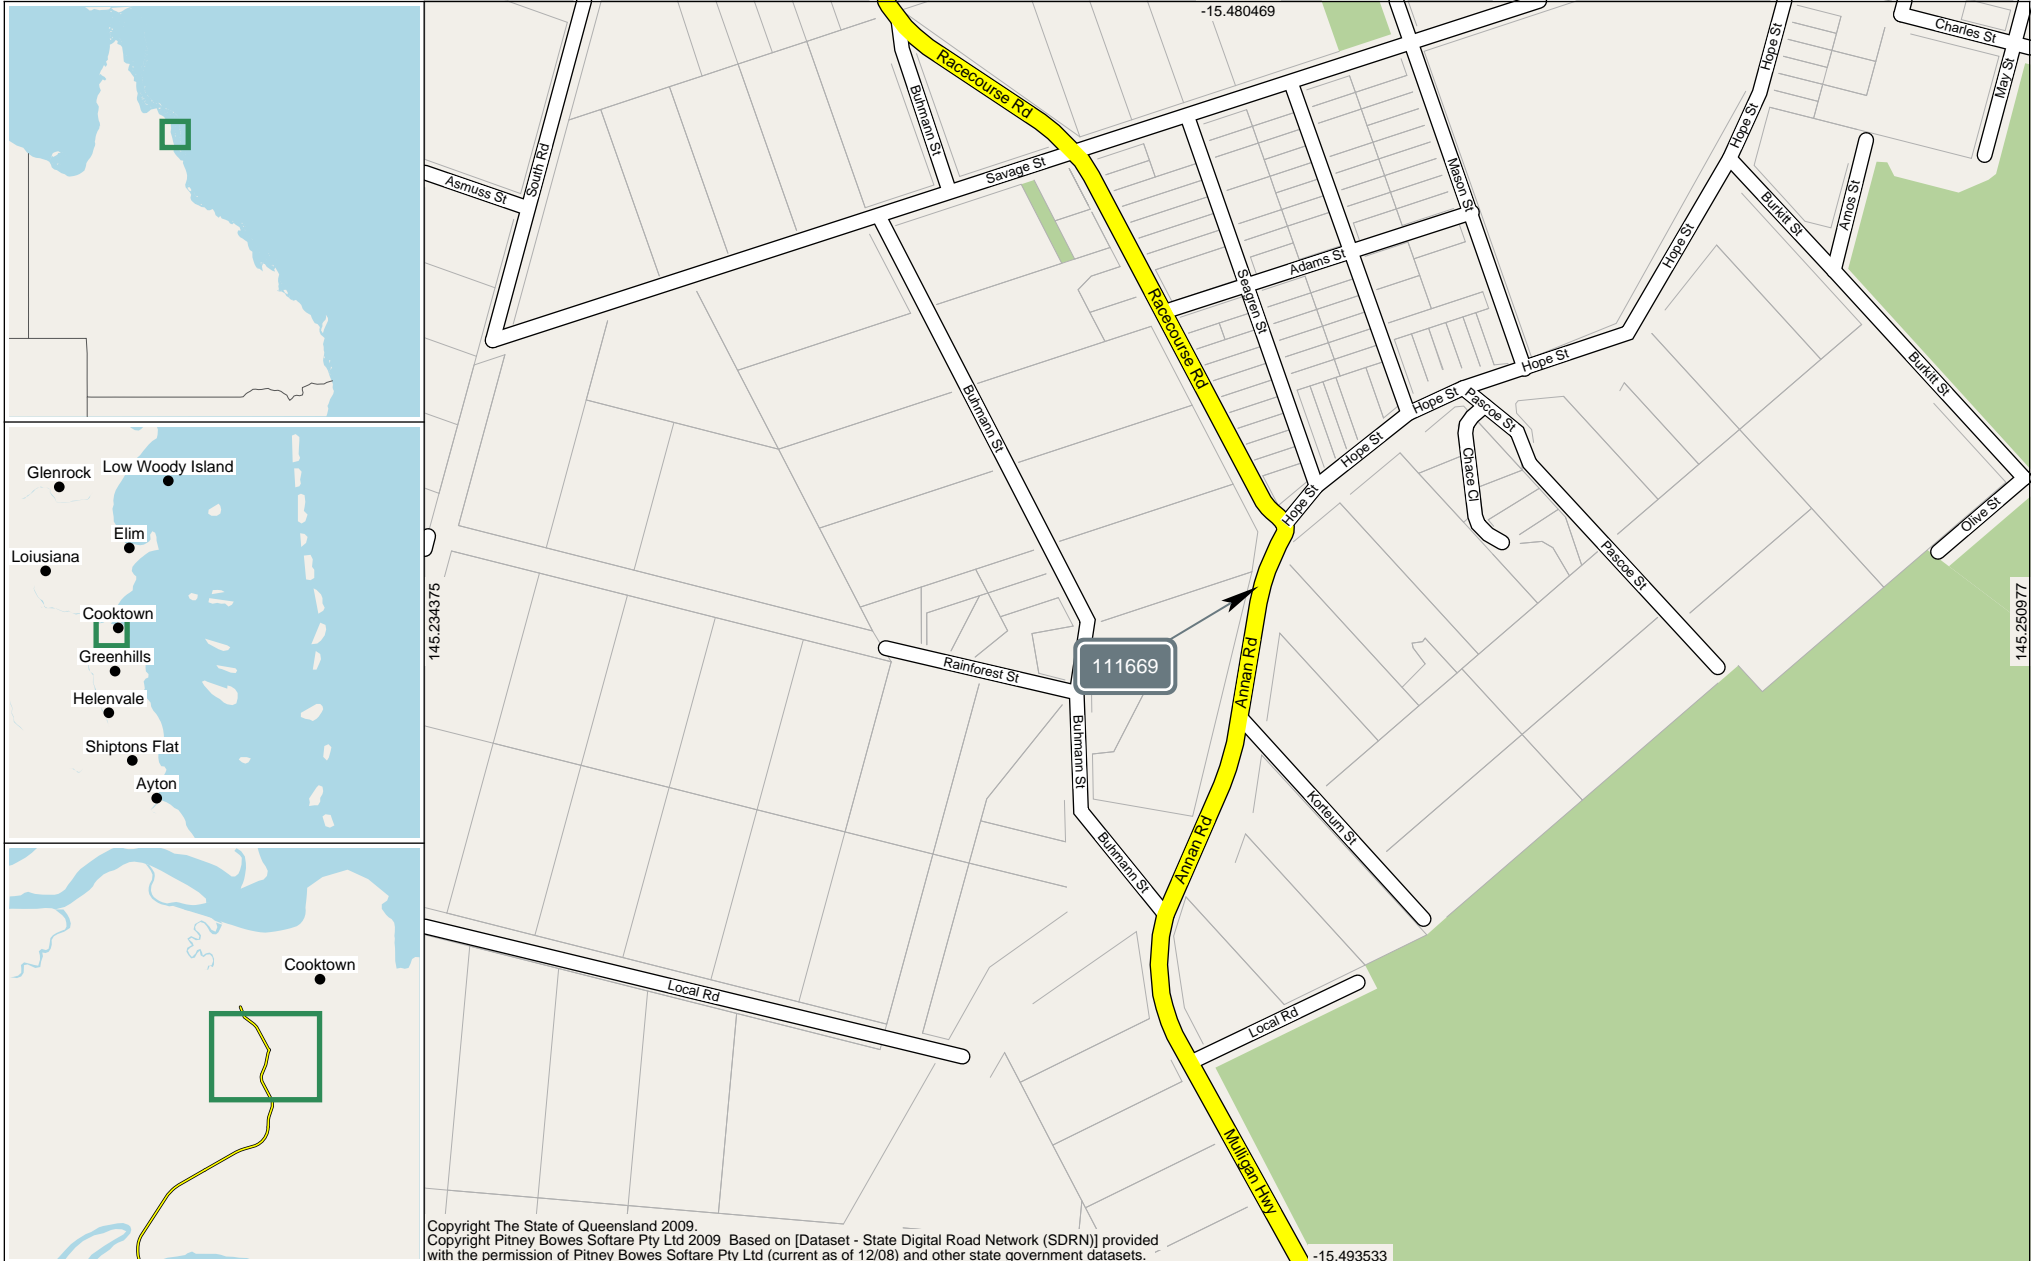 Glenrock
Low Woody Island
Elim
Loiusiana
Cooktown
Greenhills
Helenvale
Shiptons Flat
Ayton
Cooktown
-15.480469
Charles St
Hope St
May St
Racecourse Rd
Buhmann St
Hope St
South Rd
Savage St
Asmuss St
Mason St
Burkitt St
Amos St
Hope St
Adams St
Seagren St
Racecourse Rd
Hope St
Burkitt St
Buhmann St
Hope St
Pascoe St
Hope St
Chace Cl
Hope St
Olive St
Pascoe St
145.234375
145.250977
111669
Rainforest St
Annan Rd
Buhmann St
Korteum St
Annan Rd
Buhmann St
Local Rd
Local Rd
Mulligan Hwy
Copyright The State of Queensland 2009.
Copyright Pitney Bowes Softare Pty Ltd 2009 Based on [Dataset - State Digital Road Network (SDRN)] provided
with the permission of Pitney Bowes Softare Pty Ltd (current as of 12/08) and other state government datasets.
-15.493533